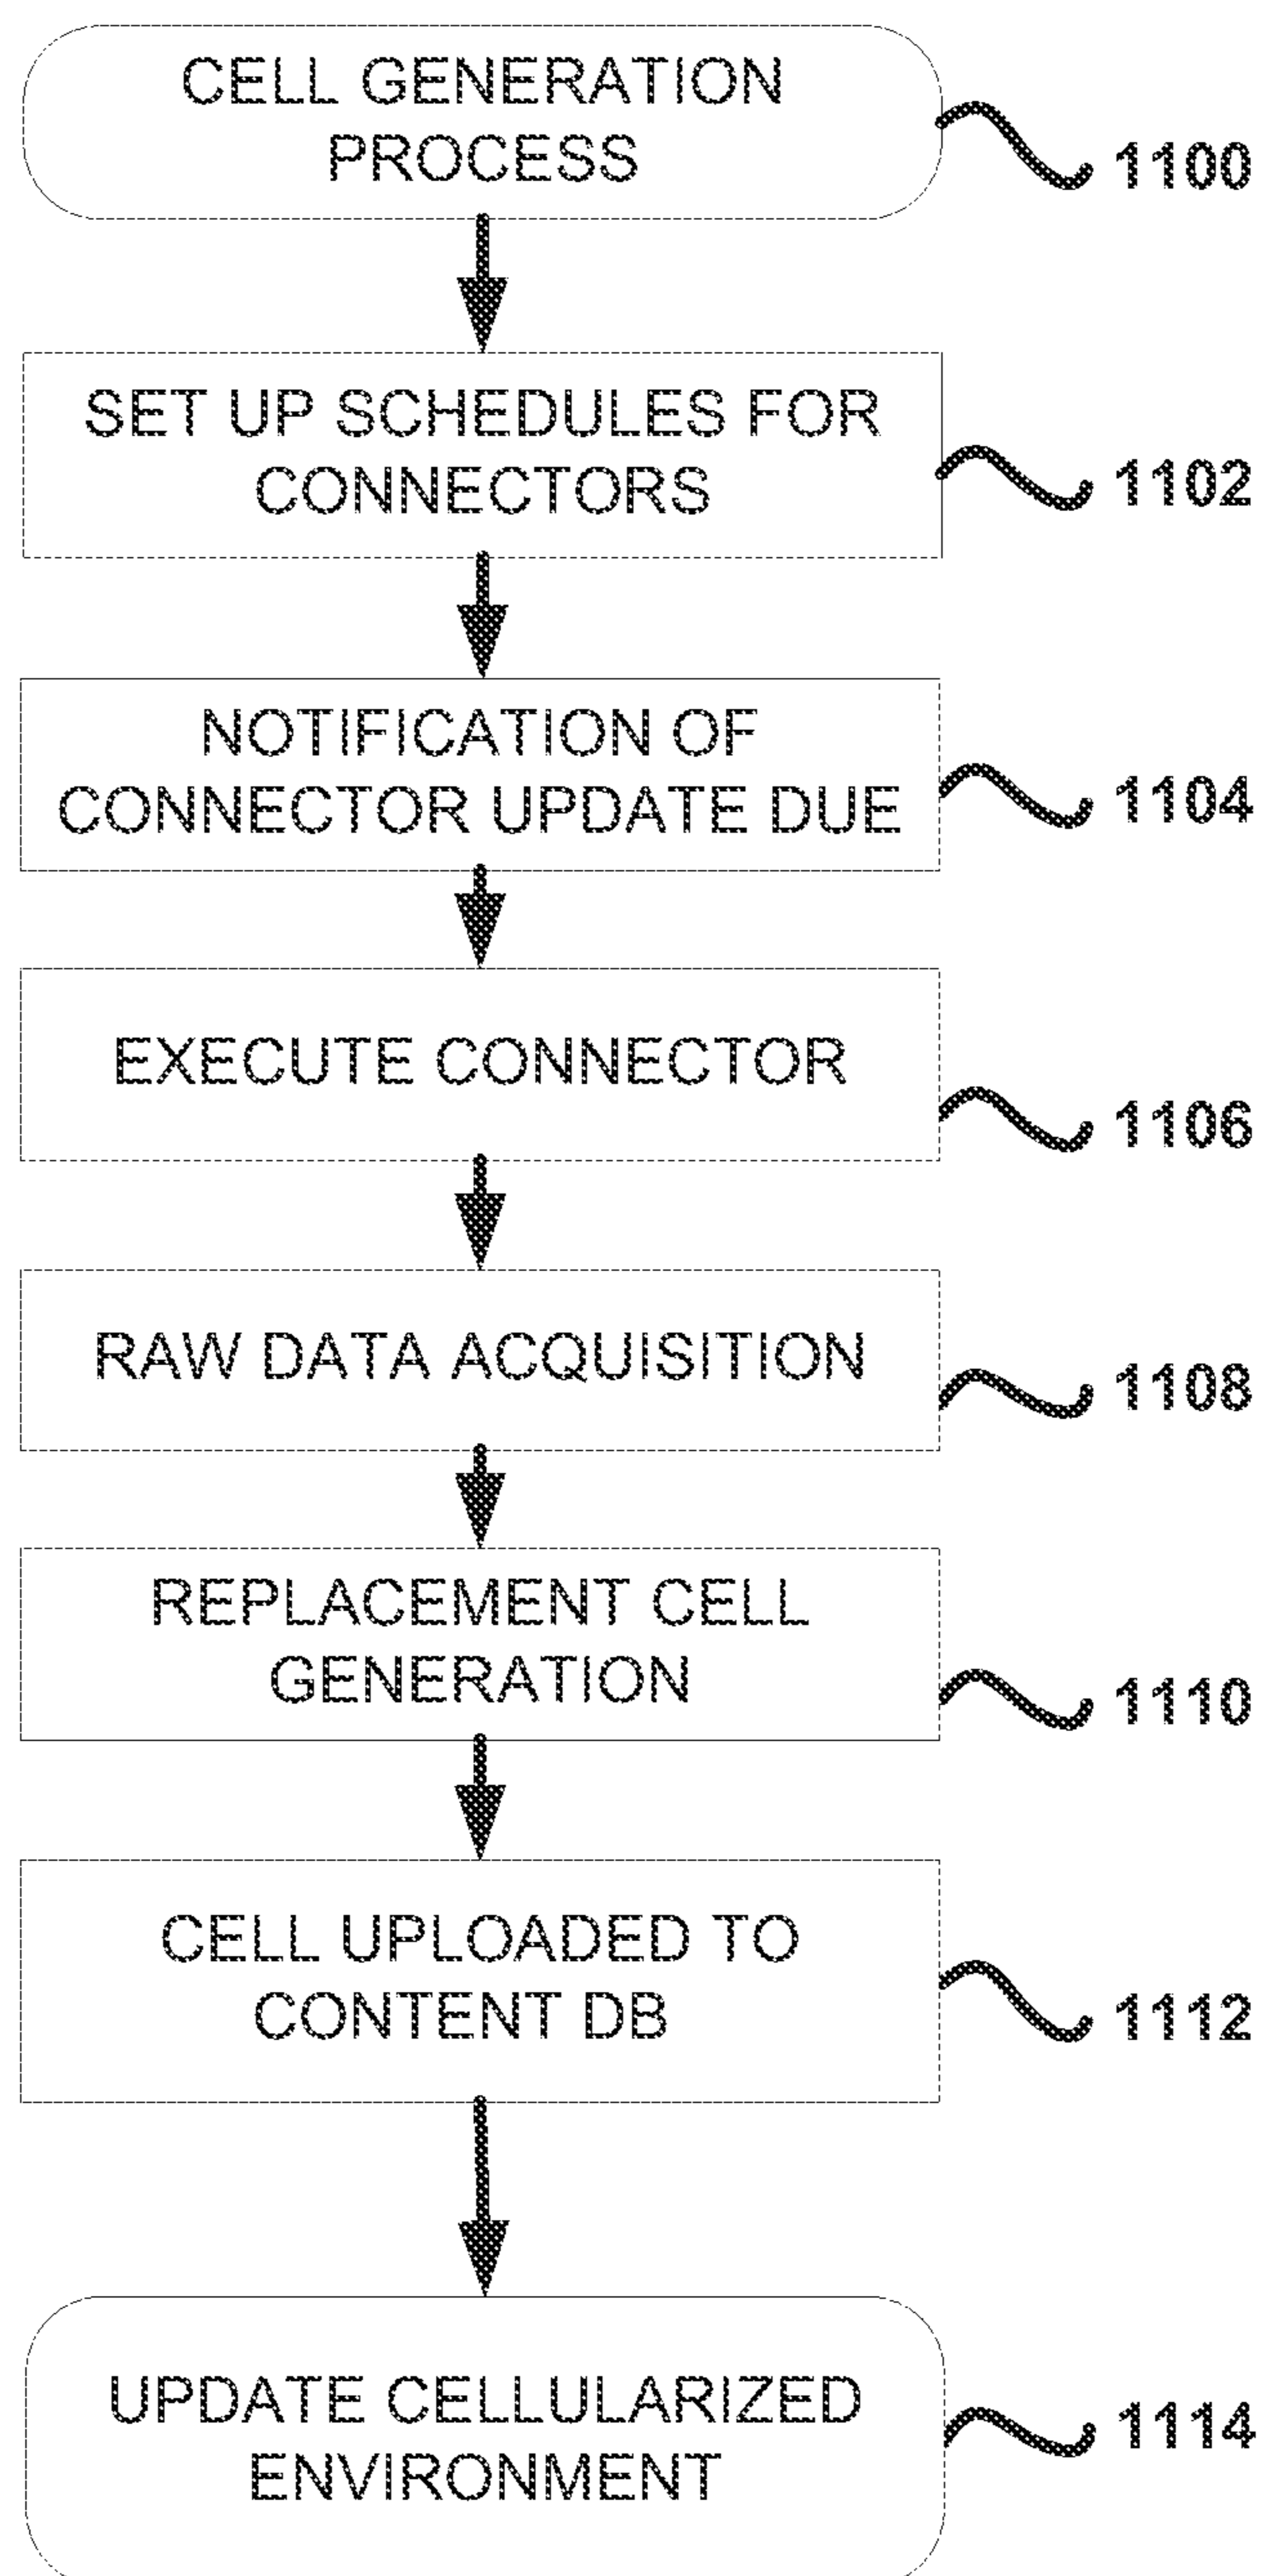 CELL GENERATION
PROCESS
1100
SET UP SCHEDULES FOR
CONNECTORS
1102
NOTIFICATION OF
CONNECTOR UPDATE DUE
1104
EXECUTE CONNECTOR
1106
RAW DATA ACQUISITION
1108
REPLACEMENT CELL
GENERATION
1110
CELL UPLOADED TO
CONTENT DB
1112
UPDATE CELLULARIZED
ENVIRONMENT
1114